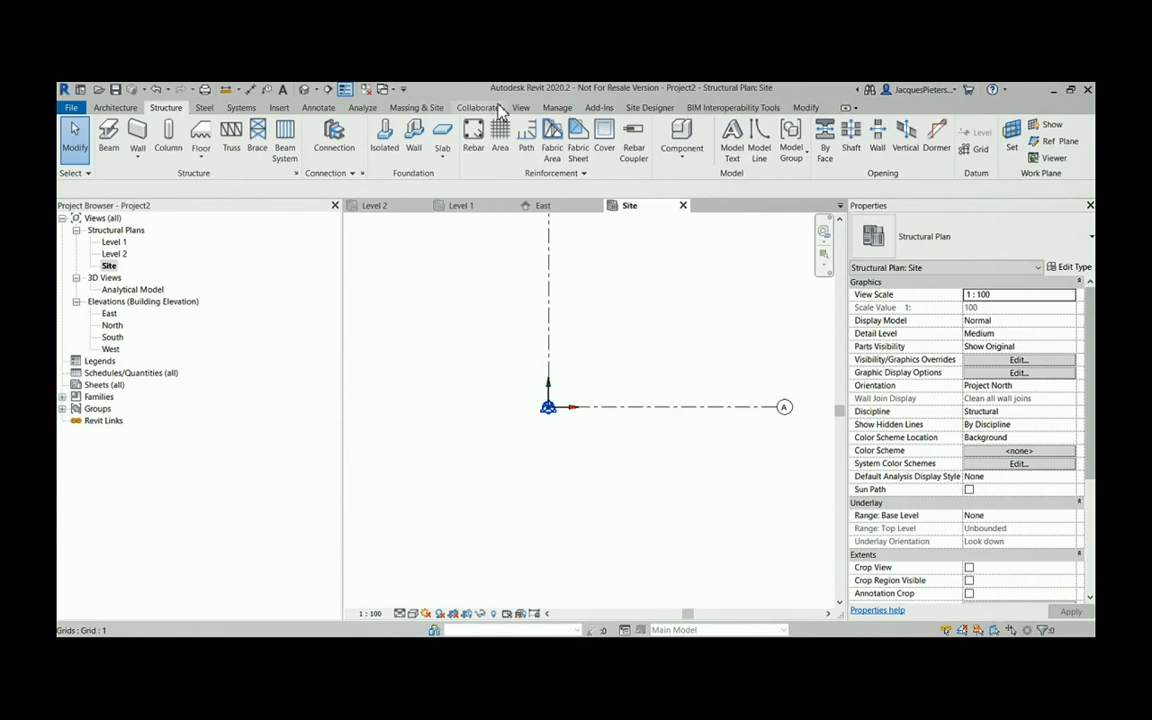 Autodesk Revit 2020.2 - Not For Resale Version - Project2 - Structural Plan: Site
JacquesPieters...
File Architecture Structure Steel Systems Insert Annotate Analyze Massing & Site Collaborate View Manage Add-Ins Site Designer BIM Interoperability Tools Modify
Modify Beam Wall Column Floor Truss Brace Beam System Connection Isolated Wall Slab Rebar Area Path Fabric Area Fabric Sheet Cover Rebar Coupler Component Model Text Model Line Model Group By Face Shaft Wall Vertical Dormer Level Grid Set Show Ref Plane Viewer
Select Structure Connection Foundation Reinforcement Model Opening Datum Work Plane
Project Browser - Project2
Views (all)
Structural Plans
Level 1
Level 2
Site
3D Views
Analytical Model
Elevations (Building Elevation)
East
North
South
West
Legends
Schedules/Quantities (all)
Sheets (all)
Families
Groups
Revit Links
Level 2 Level 1 East Site
A
1 : 100
Properties
Structural Plan
Structural Plan: Site Edit Type
Graphics
View Scale 1 : 100
Scale Value 1: 100
Display Model Normal
Detail Level Medium
Parts Visibility Show Original
Visibility/Graphics Overrides Edit...
Graphic Display Options Edit...
Orientation Project North
Wall Join Display Clean all wall joins
Discipline Structural
Show Hidden Lines By Discipline
Color Scheme Location Background
Color Scheme <none>
System Color Schemes Edit...
Default Analysis Display Style None
Sun Path
Underlay
Range: Base Level None
Range: Top Level Unbounded
Underlay Orientation Look down
Extents
Crop View
Crop Region Visible
Annotation Crop
Properties help Apply
Grids : Grid : 1
:0
Main Model
:0